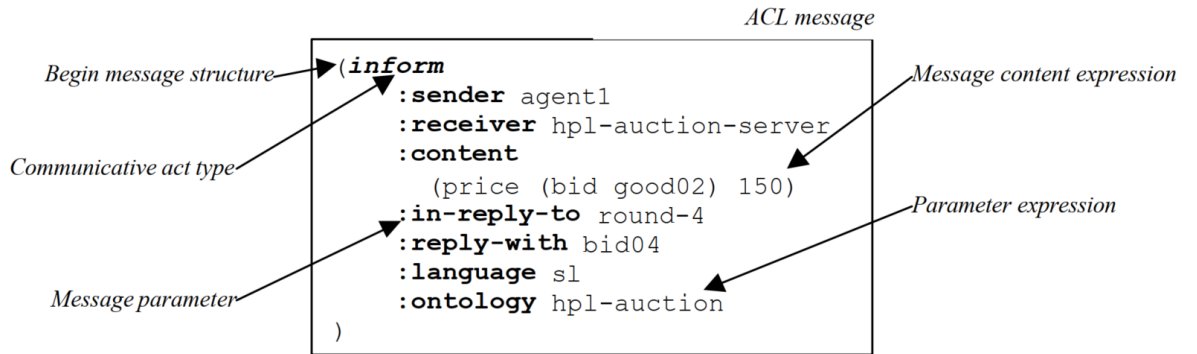 ACL message
Begin message structure
(inform
Message content expression
:sender agent1
:receiver hpl-auction-server
Communicative act type
:content
(price (bid good02) 150)
:in-reply-to round-4
Parameter expression
:reply-with bid04
:language sl
Message parameter
:ontology hpl-auction
)